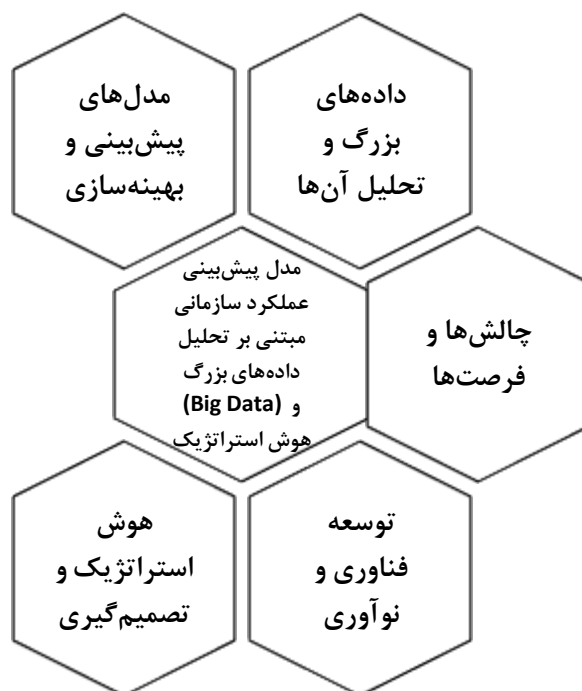 داده‌های
بزرگ و
تحلیل آن‌ها
مدل‌های
پیش‌بینی و
بهینه‌سازی
چالش‌ها و
فرصت‌ها
مدل پیش‌بینی
عملکرد سازمانی
مبتنی بر تحلیل
داده‌های بزرگ
(Big Data) و
هوش استراتژیک
توسعه
فناوری و
نوآوری
هوش
استراتژیک و
تصمیم‌گیری